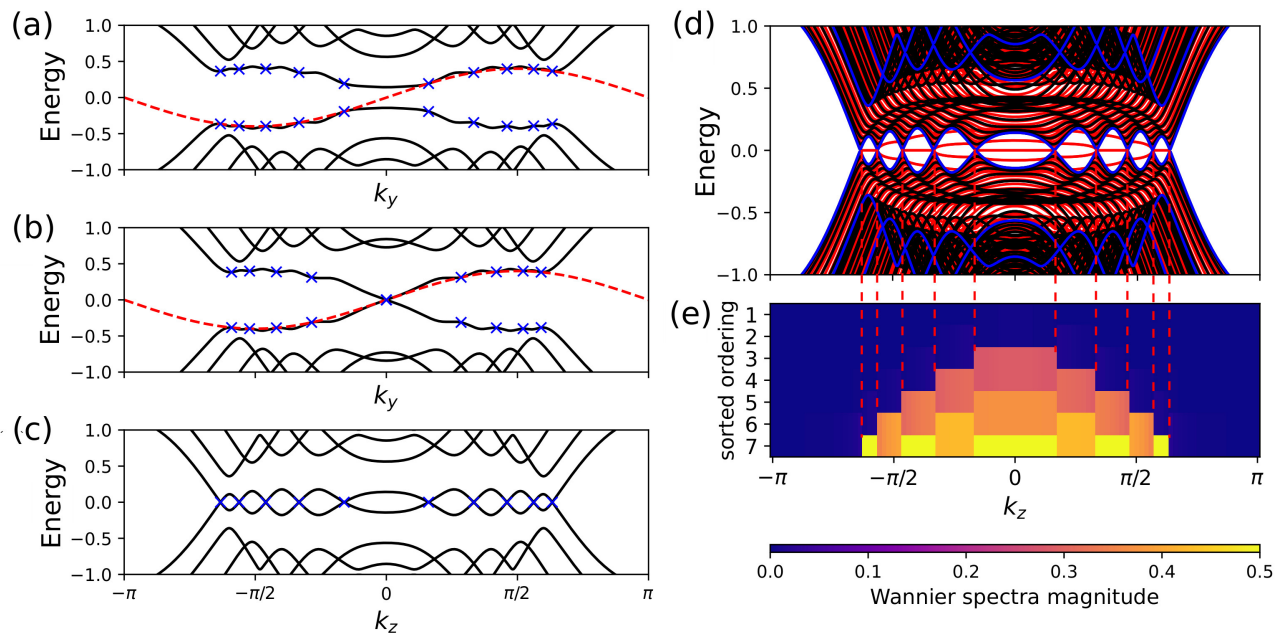 (a)
1.0
0.5
0.0
−0.5
−1.0
Energy
k_y
(b)
1.0
0.5
0.0
−0.5
−1.0
Energy
k_y
(c)
1.0
0.5
0.0
−0.5
−1.0
Energy
−π −π/2 0 π/2 π
k_z
(d)
1.0
0.5
0.0
−0.5
−1.0
Energy
(e)
sorted ordering
1
2
3
4
5
6
7
−π −π/2 0 π/2 π
k_z
0.0 0.1 0.2 0.3 0.4 0.5
Wannier spectra magnitude